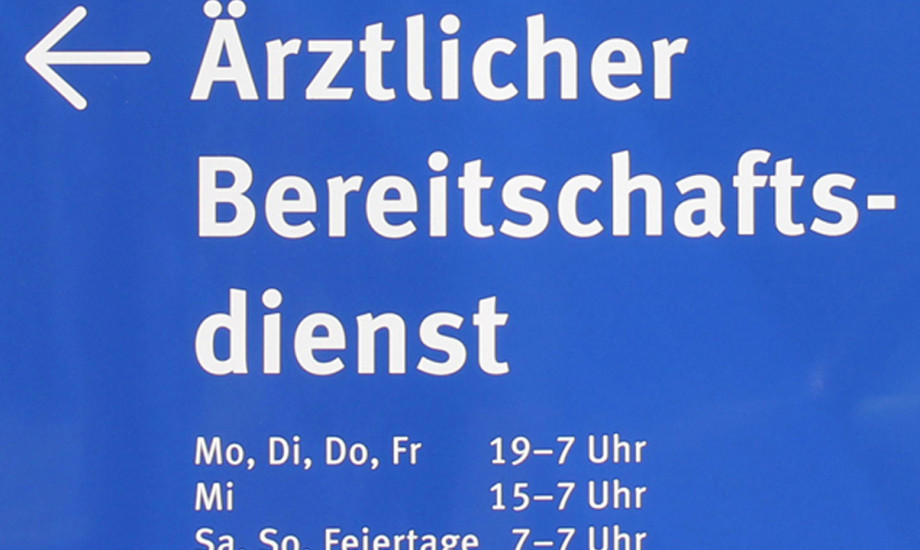 Ärztlicher
Bereitschafts-
dienst
Mo, Di, Do, Fr 19–7 Uhr
Mi 15–7 Uhr
Sa, So, Feiertage 7–7 Uhr